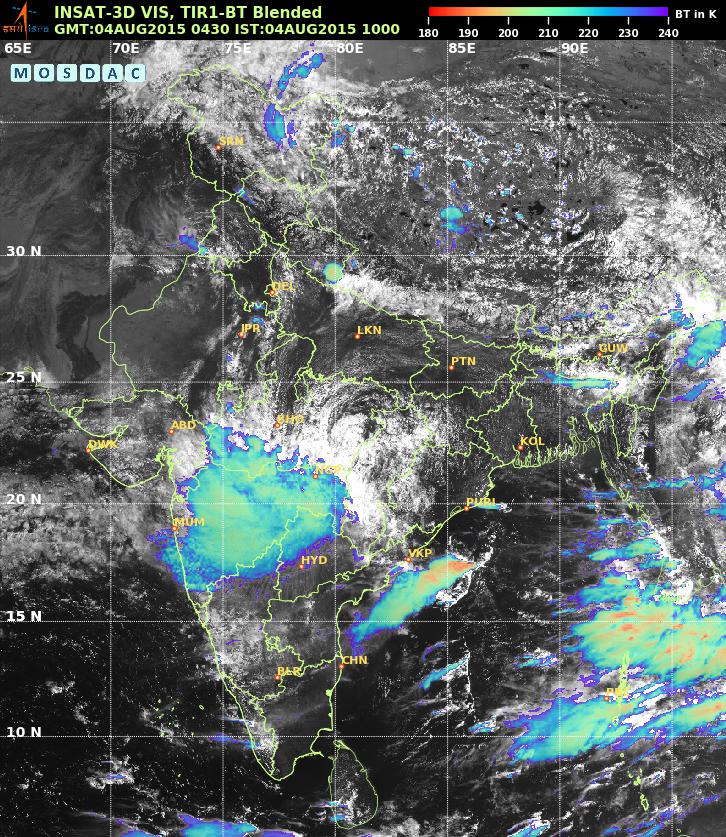 INSAT-3D VIS, TIR1-BT Blended
GMT:04AUG2015 0430 IST:04AUG2015 1000
BT in K
180 190 200 210 220 230 240
65E 70E 75E 80E 85E 90E
MOSDAC
SRN
30 N
DEL
JPR LKN GUW
PTN
25 N
ABD BHO
DWK KOL
NGP
20 N PURI
MUM
HYD VKP
15 N
BLR CHN
10 N